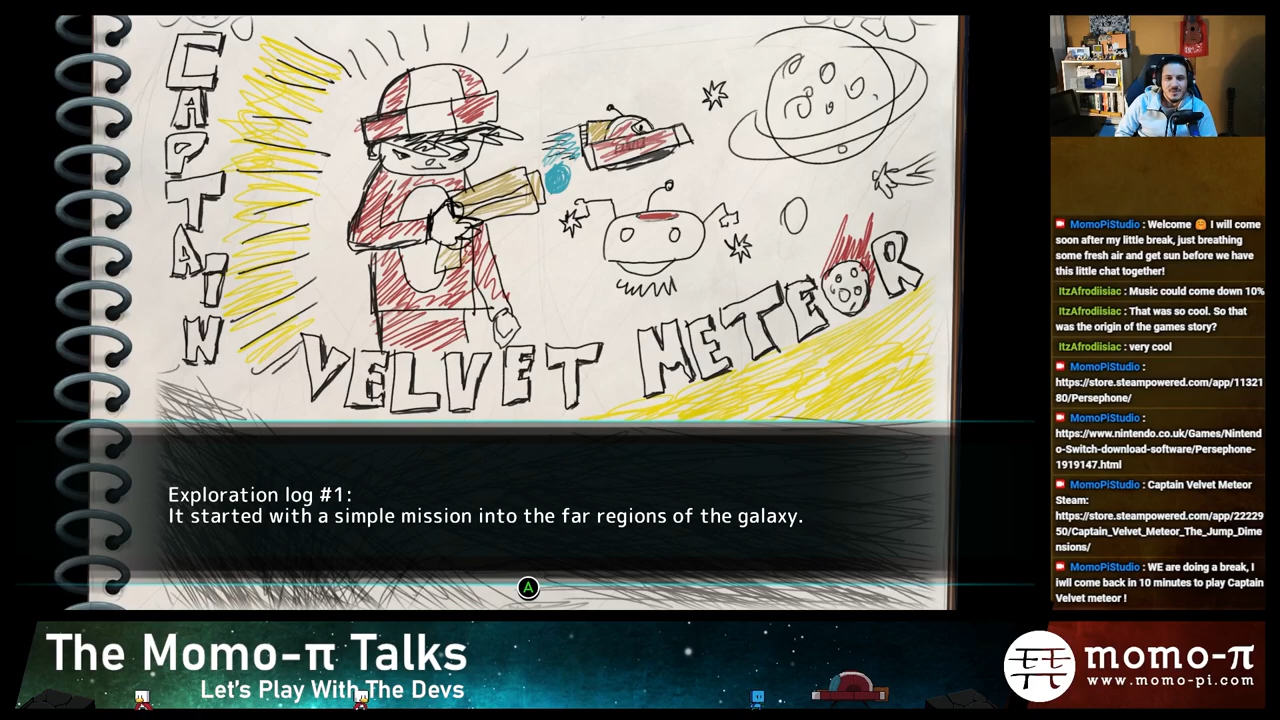 CAPTAIN
VELVET METEOR
Exploration log #1:
It started with a simple mission into the far regions of the galaxy.
A
MomoPiStudio : Welcome 🤗 I will come
soon after my little break, just breathing
some fresh air and get sun before we have
this little chat together!
ItzAfrodiisiac : Music could come down 10%
ItzAfrodiisiac : That was so cool. So that
was the origin of the games story?
ItzAfrodiisiac : very cool
MomoPiStudio :
https://store.steampowered.com/app/11321
80/Persephone/
MomoPiStudio :
https://www.nintendo.co.uk/Games/Nintend
o-Switch-download-software/Persephone-
1919147.html
MomoPiStudio : Captain Velvet Meteor
Steam:
https://store.steampowered.com/app/22229
50/Captain_Velvet_Meteor_The_Jump_Dime
nsions/
MomoPiStudio : WE are doing a break, I
iwll come back in 10 minutes to play Captain
Velvet meteor !
The Momo-π Talks
Let's Play With The Devs
momo-π
www.momo-pi.com